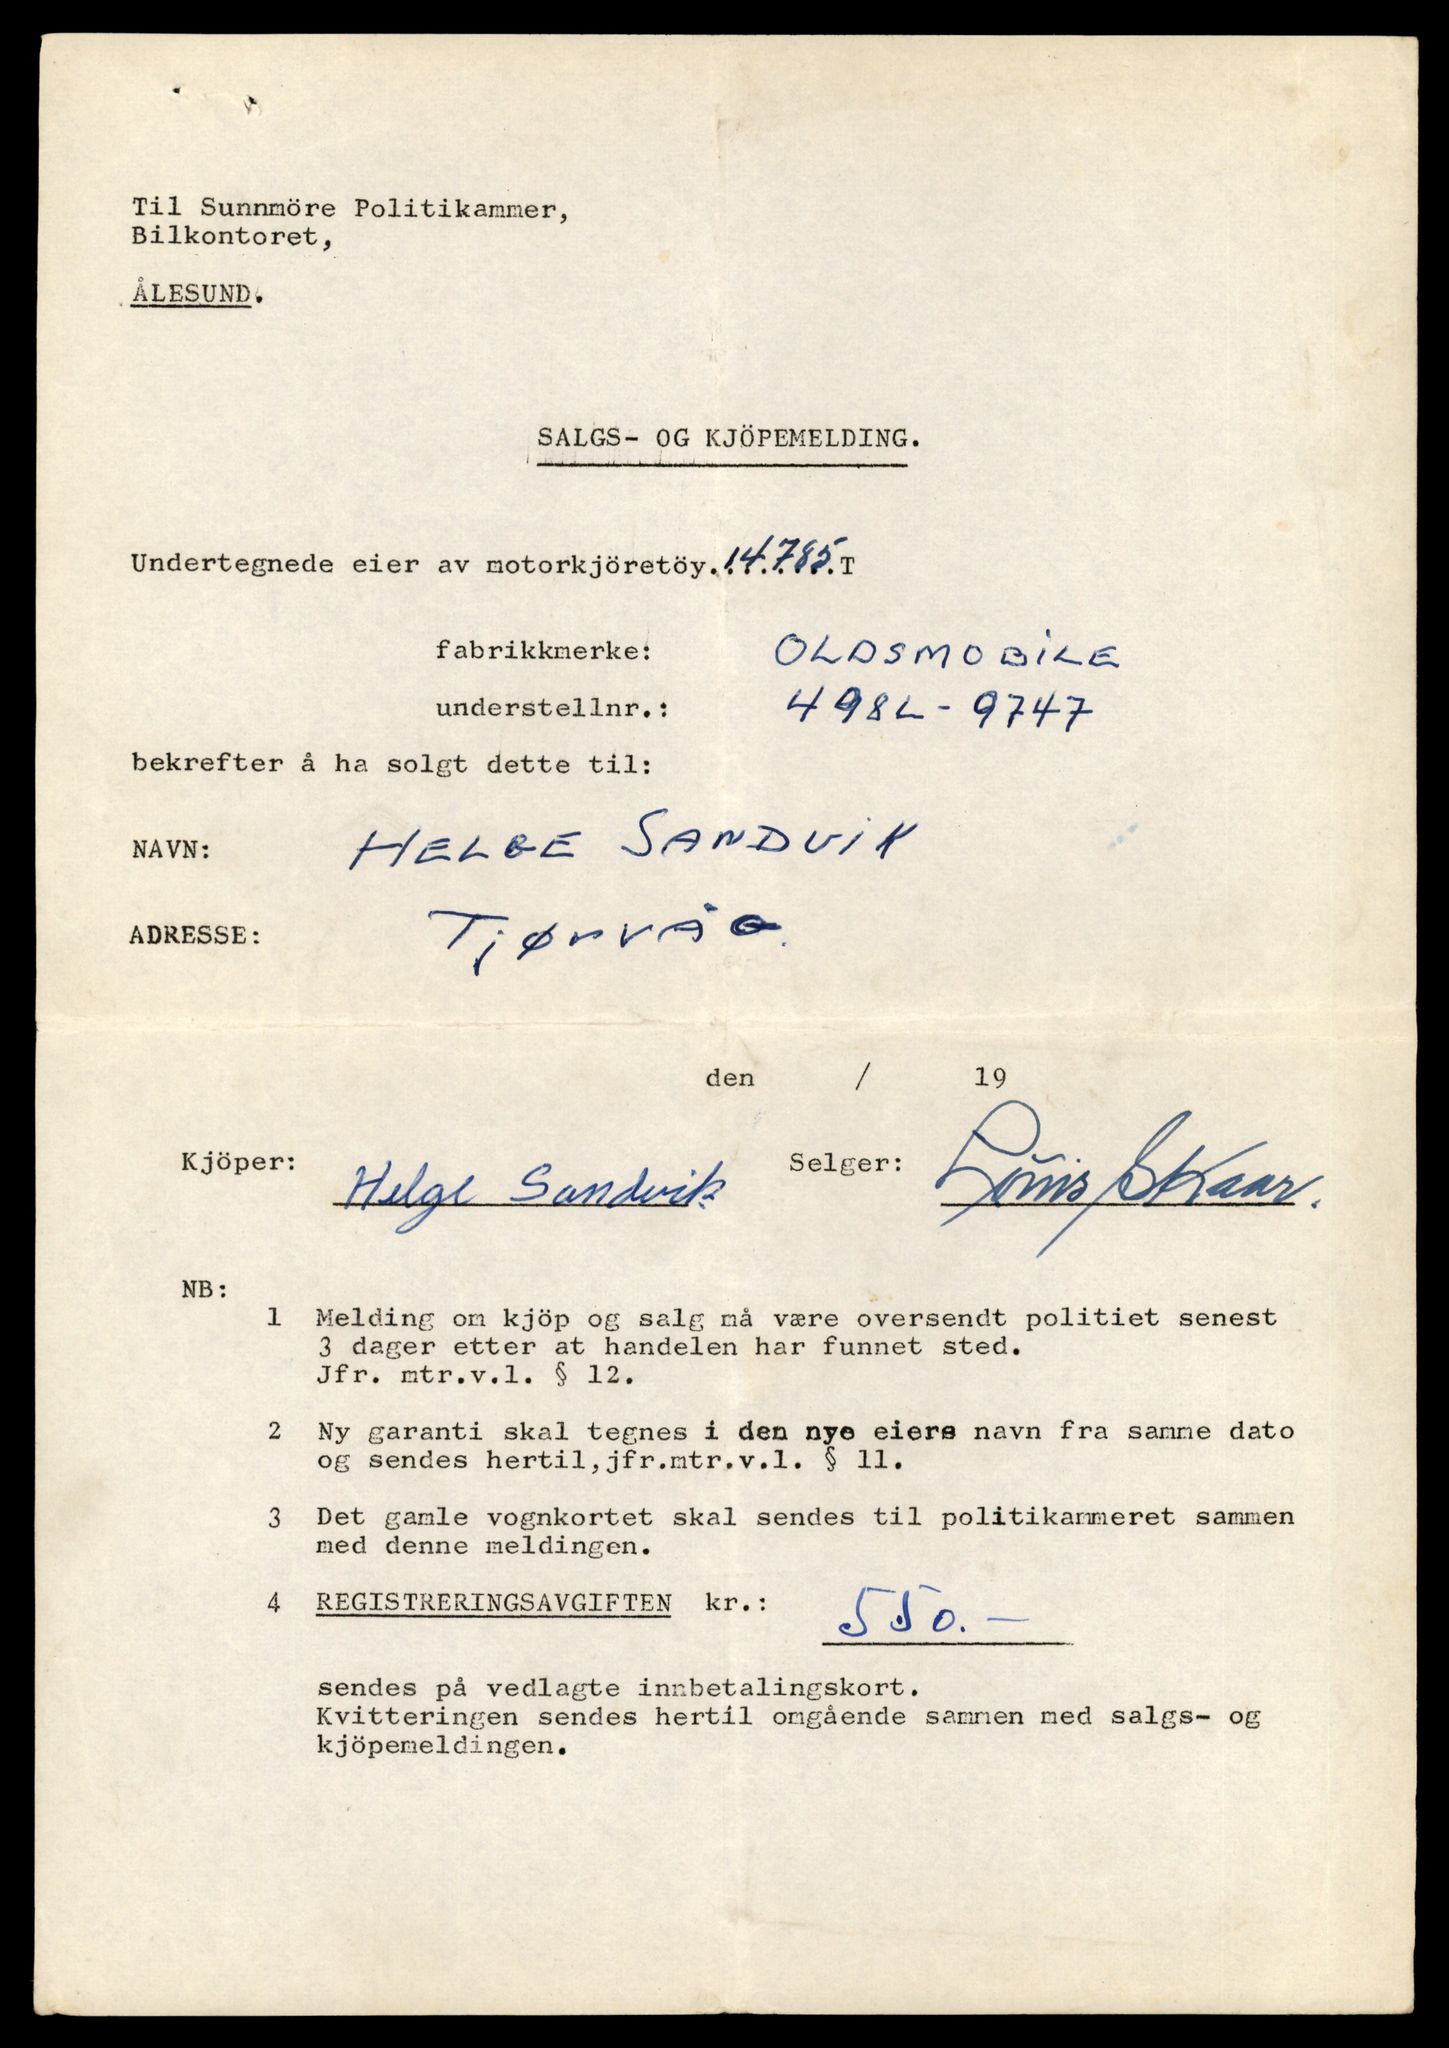 Til Sunnmöre Politikammer,
Bilkontoret,
ÅLESUND.
SALGS- OG KJÖPEMELDING.
Undertegnede eier av motorkjöretöy.14.785.T
fabrikkmerke: OLDSMOBILE
understellnr.: 498L-9747
bekrefter å ha solgt dette til:
NAVN: HELGE SANDVIK
ADRESSE: Tjørvåg.
den / 19
Kjöper: Helge Sandvik Selger: Skaar.
NB:
1 Melding om kjöp og salg må være oversendt politiet senest
3 dager etter at handelen har funnet sted.
Jfr. mtr.v.l. § 12.
2 Ny garanti skal tegnes i den nye eiers navn fra samme dato
og sendes hertil,jfr.mtr.v.l. § 11.
3 Det gamle vognkortet skal sendes til politikammeret sammen
med denne meldingen.
4 REGISTRERINGSAVGIFTEN kr.: 550.-
sendes på vedlagte innbetalingskort.
Kvitteringen sendes hertil omgående sammen med salgs- og
kjöpemeldingen.